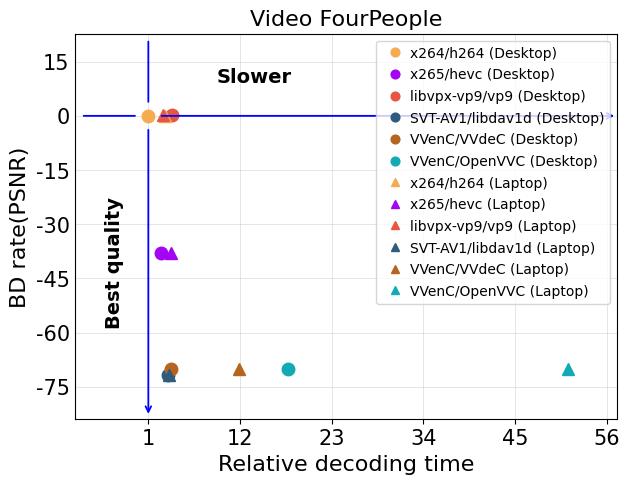 Video FourPeople
BD rate(PSNR)
15
0
-15
-30
-45
-60
-75
Slower
Best quality
x264/h264 (Desktop)
x265/hevc (Desktop)
libvpx-vp9/vp9 (Desktop)
SVT-AV1/libdav1d (Desktop)
VVenC/VVdeC (Desktop)
VVenC/OpenVVC (Desktop)
x264/h264 (Laptop)
x265/hevc (Laptop)
libvpx-vp9/vp9 (Laptop)
SVT-AV1/libdav1d (Laptop)
VVenC/VVdeC (Laptop)
VVenC/OpenVVC (Laptop)
1 12 23 34 45 56
Relative decoding time